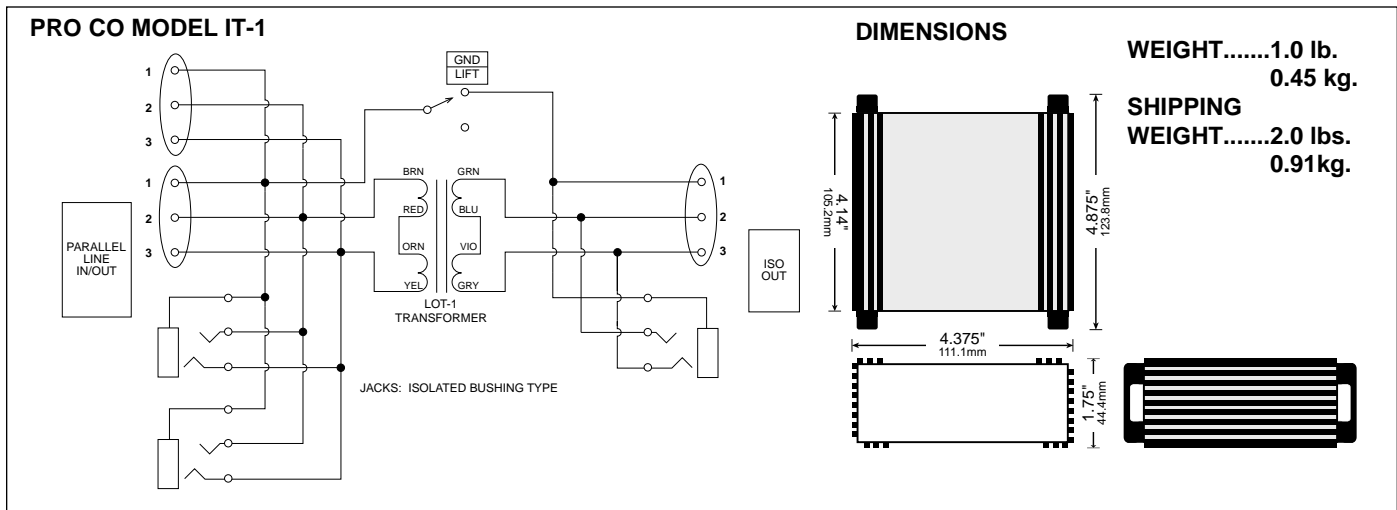 PRO CO MODEL IT-1
1
2
3
1
2
3
PARALLEL
LINE
IN/OUT
GND
LIFT
BRN
RED
ORN
YEL
GRN
BLU
VIO
GRY
LOT-1
TRANSFORMER
JACKS: ISOLATED BUSHING TYPE
1
2
3
ISO
OUT
DIMENSIONS
4.14"
105.2mm
4.875"
123.8mm
4.375"
111.1mm
1.75"
44.4mm
WEIGHT.......1.0 lb.
0.45 kg.
SHIPPING
WEIGHT.......2.0 lbs.
0.91kg.